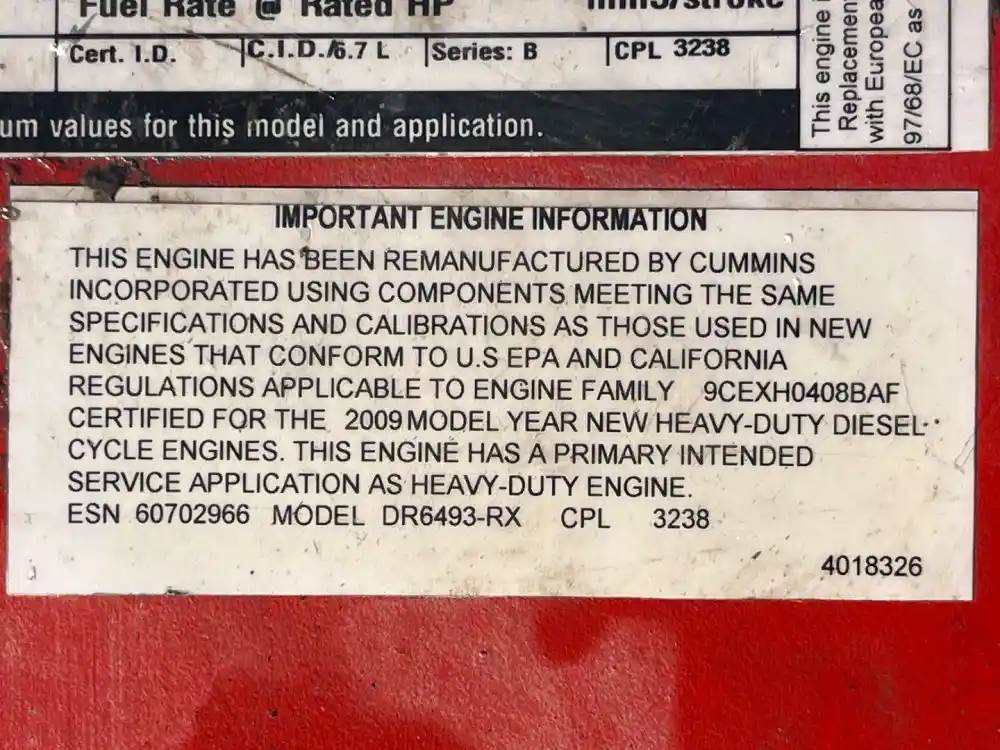 Fuel Rate @ Rated HP mm3/stroke
Cert. I.D. C.I.D./6.7 L Series: B CPL 3238
um values for this model and application.
This engine
Replacemen
with Europea
97/68/EC as
IMPORTANT ENGINE INFORMATION
THIS ENGINE HAS BEEN REMANUFACTURED BY CUMMINS
INCORPORATED USING COMPONENTS MEETING THE SAME
SPECIFICATIONS AND CALIBRATIONS AS THOSE USED IN NEW
ENGINES THAT CONFORM TO U.S EPA AND CALIFORNIA
REGULATIONS APPLICABLE TO ENGINE FAMILY 9CEXH0408BAF
CERTIFIED FOR THE 2009 MODEL YEAR NEW HEAVY-DUTY DIESEL
CYCLE ENGINES. THIS ENGINE HAS A PRIMARY INTENDED
SERVICE APPLICATION AS HEAVY-DUTY ENGINE.
ESN 60702966 MODEL DR6493-RX CPL 3238
4018326